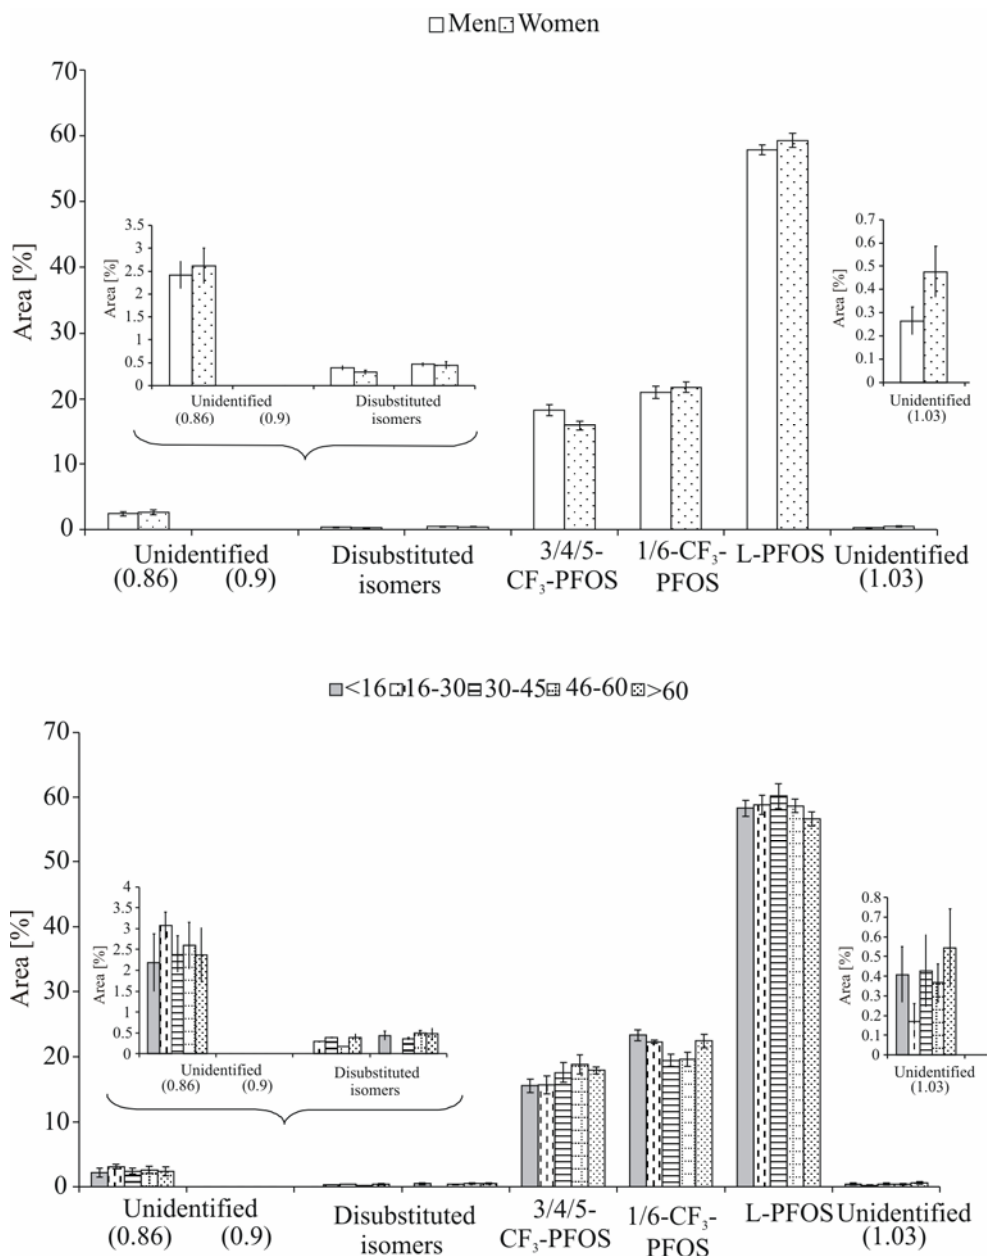 Men Women
70
60
50
40
30
20
10
0
Area [%]
3.5
3
2.5
2
1.5
1
0.5
0
Area [%]
Unidentified
(0.86) (0.9)
Disubstituted
isomers
0.7
0.6
0.5
0.4
0.3
0.2
0.1
0
Area [%]
Unidentified
(1.03)
Unidentified
(0.86) (0.9)
Disubstituted
isomers
3/4/5-
CF₃-PFOS
1/6-CF₃-
PFOS
L-PFOS
Unidentified
(1.03)
<16 16-30 30-45 46-60 >60
70
60
50
40
30
20
10
0
Area [%]
4
3.5
3
2.5
2
1.5
1
0.5
0
Area [%]
Unidentified
(0.86) (0.9)
Disubstituted
isomers
0.8
0.7
0.6
0.5
0.4
0.3
0.2
0.1
0
Area [%]
Unidentified
(1.03)
Unidentified
(0.86) (0.9)
Disubstituted
isomers
3/4/5-
CF₃-PFOS
1/6-CF₃-
PFOS
L-PFOS
Unidentified
(1.03)